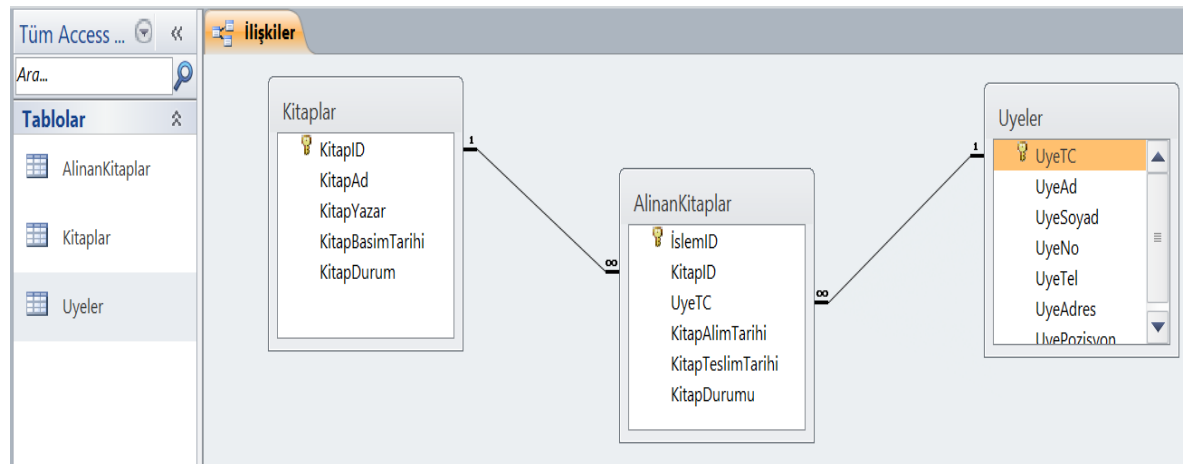 Tüm Access ...
Ara...
Tablolar
AlinanKitaplar
Kitaplar
Uyeler
İlişkiler
Kitaplar
KitapID
KitapAd
KitapYazar
KitapBasimTarihi
KitapDurum
1
∞
AlinanKitaplar
İslemID
KitapID
UyeTC
KitapAlimTarihi
KitapTeslimTarihi
KitapDurumu
∞
1
Uyeler
UyeTC
UyeAd
UyeSoyad
UyeNo
UyeTel
UyeAdres
UyePozisyon